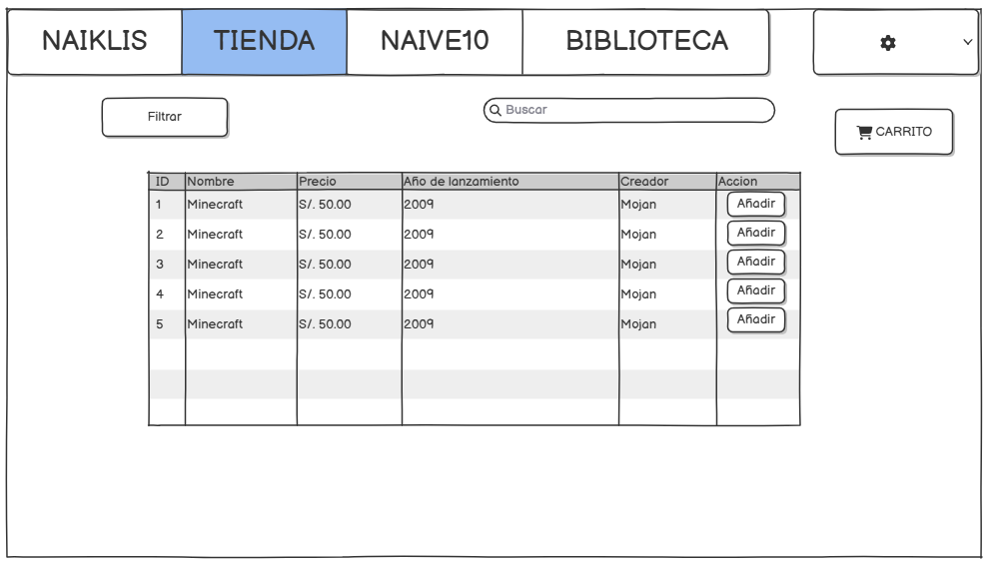 NAIKLIS TIENDA NAIVE10 BIBLIOTECA
Filtrar Buscar CARRITO
ID Nombre Precio Año de lanzamiento Creador Accion
1 Minecraft S/. 50.00 2009 Mojan Añadir
2 Minecraft S/. 50.00 2009 Mojan Añadir
3 Minecraft S/. 50.00 2009 Mojan Añadir
4 Minecraft S/. 50.00 2009 Mojan Añadir
5 Minecraft S/. 50.00 2009 Mojan Añadir